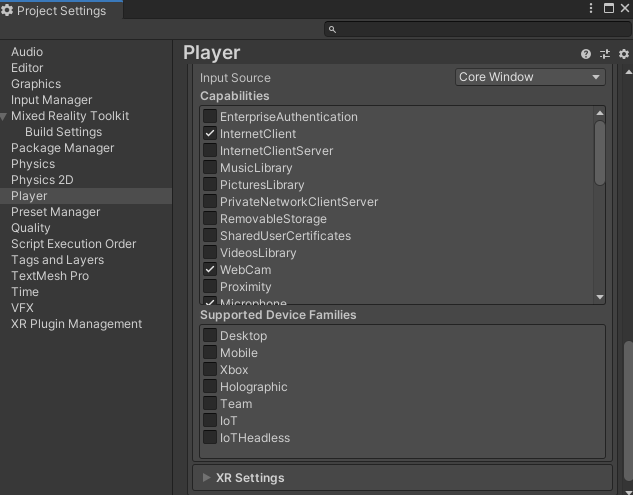 Project Settings
Audio
Editor
Graphics
Input Manager
Mixed Reality Toolkit
Build Settings
Package Manager
Physics
Physics 2D
Player
Preset Manager
Quality
Script Execution Order
Tags and Layers
TextMesh Pro
Time
VFX
XR Plugin Management
Player
Input Source Core Window
Capabilities
EnterpriseAuthentication
InternetClient
InternetClientServer
MusicLibrary
PicturesLibrary
PrivateNetworkClientServer
RemovableStorage
SharedUserCertificates
VideosLibrary
WebCam
Proximity
Microphone
Supported Device Families
Desktop
Mobile
Xbox
Holographic
Team
IoT
IoTHeadless
XR Settings